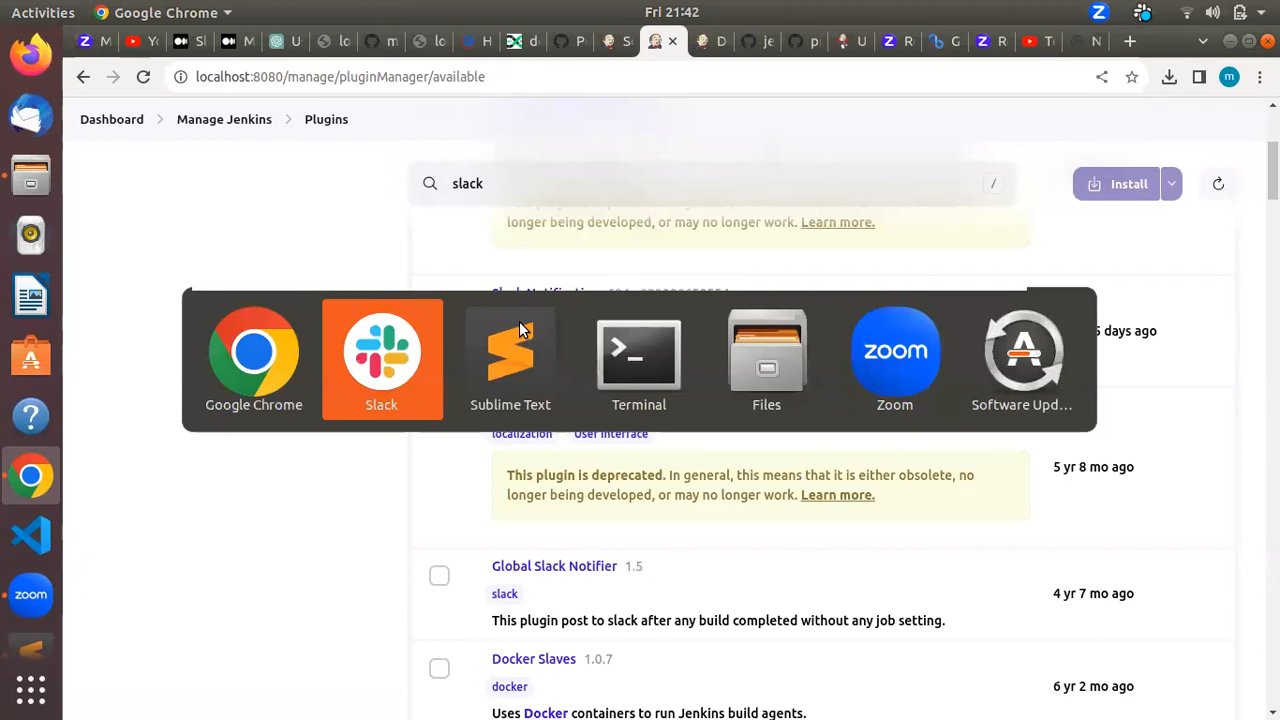 Activities
Google Chrome
Fri 21:42
localhost:8080/manage/pluginManager/available
Dashboard
Manage Jenkins
Plugins
slack
/
Install
longer being developed, or may no longer work. Learn more.
5 days ago
Google Chrome
Slack
Sublime Text
Terminal
Files
Zoom
Software Upd...
zoom
localization
User Interface
This plugin is deprecated. In general, this means that it is either obsolete, no
longer being developed, or may no longer work. Learn more.
5 yr 8 mo ago
Global Slack Notifier 1.5
slack
This plugin post to slack after any build completed without any job setting.
4 yr 7 mo ago
Docker Slaves 1.0.7
docker
Uses Docker containers to run Jenkins build agents.
6 yr 2 mo ago
zoom